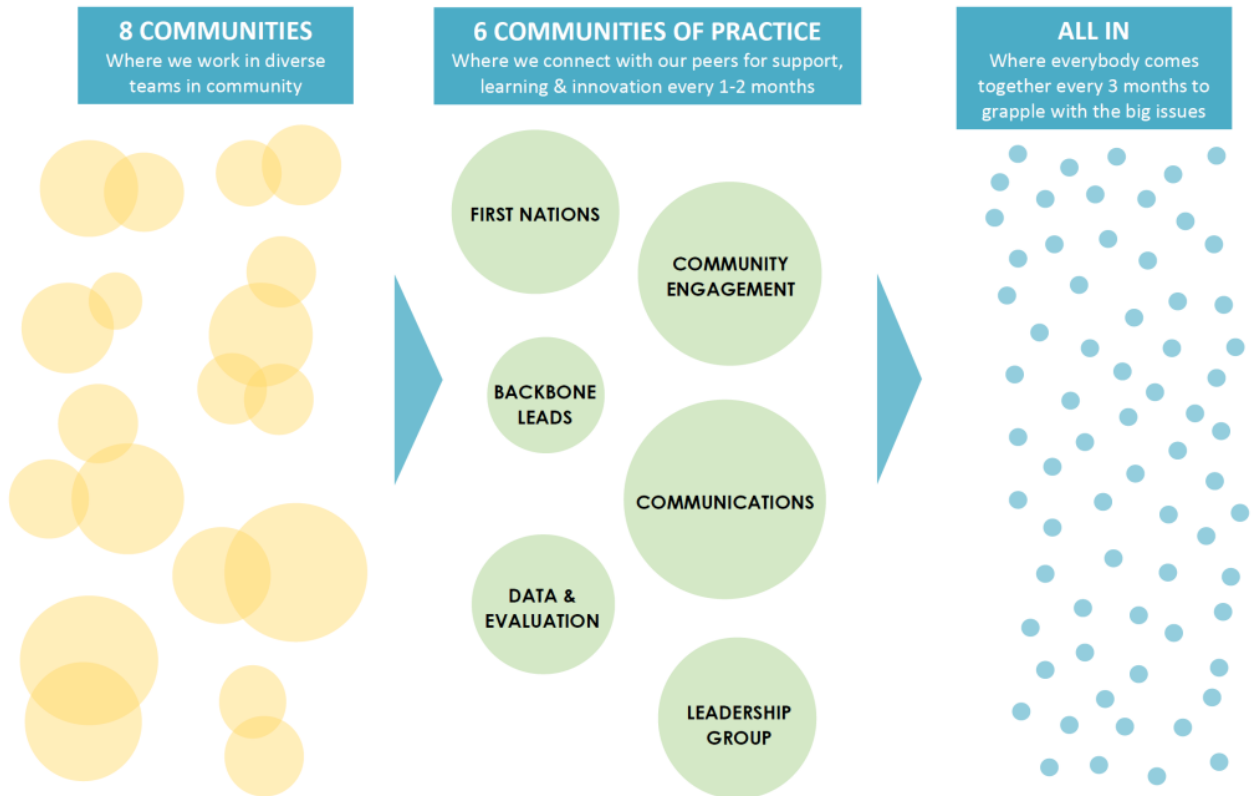 8 COMMUNITIES
Where we work in diverse
teams in community
6 COMMUNITIES OF PRACTICE
Where we connect with our peers for support,
learning & innovation every 1-2 months
ALL IN
Where everybody comes
together every 3 months to
grapple with the big issues
FIRST NATIONS
COMMUNITY
ENGAGEMENT
BACKBONE
LEADS
COMMUNICATIONS
DATA &
EVALUATION
LEADERSHIP
GROUP